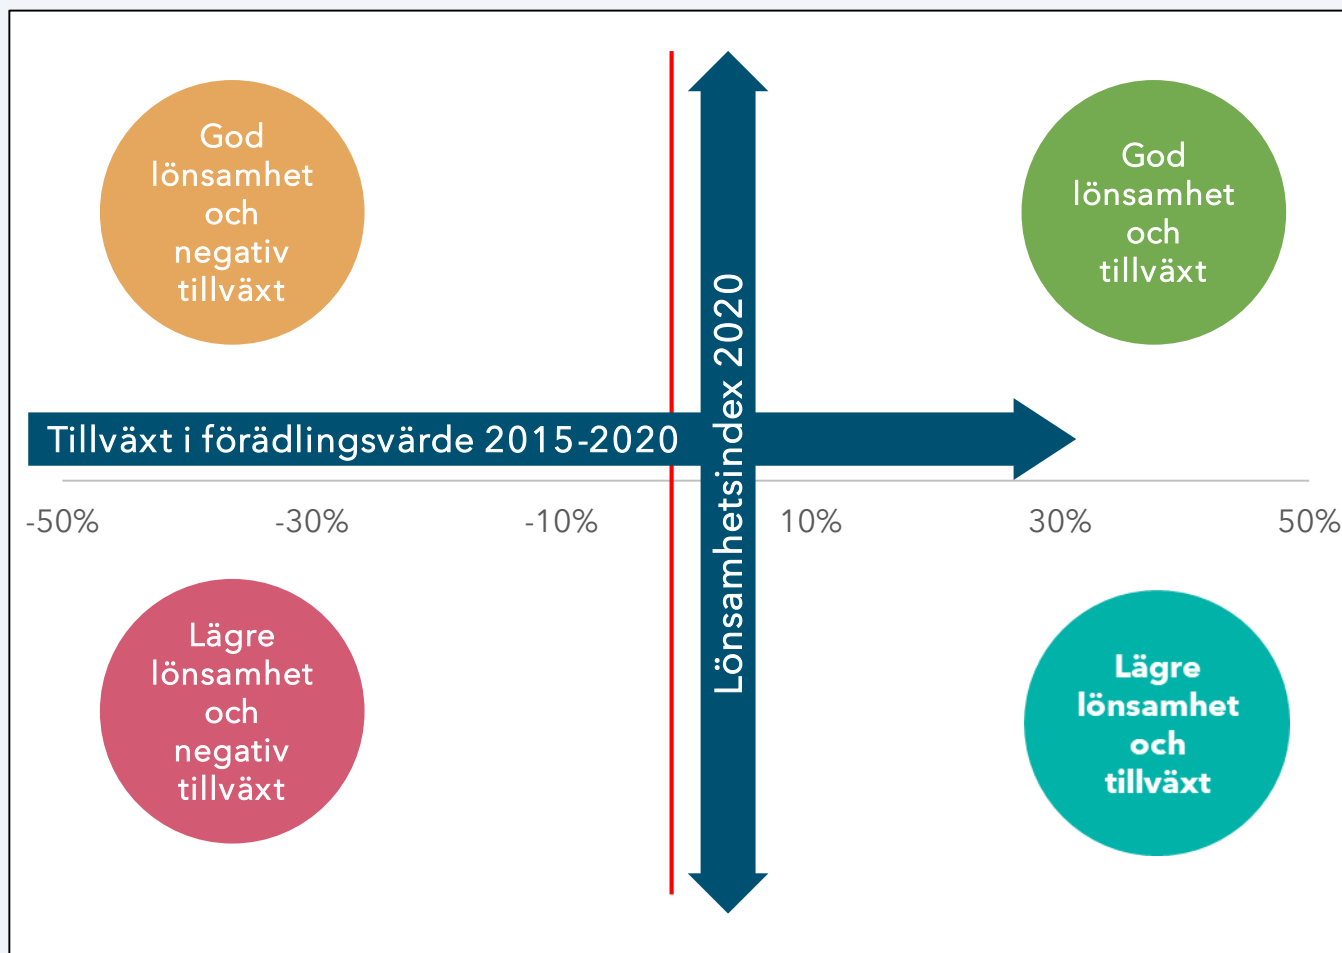 God
lönsamhet
och
negativ
tillväxt
God
lönsamhet
och
tillväxt
Lönsamhetsindex 2020
Tillväxt i förädlingsvärde 2015-2020
-50%
-30%
-10%
10%
30%
50%
Lägre
lönsamhet
och
negativ
tillväxt
Lägre
lönsamhet
och
tillväxt